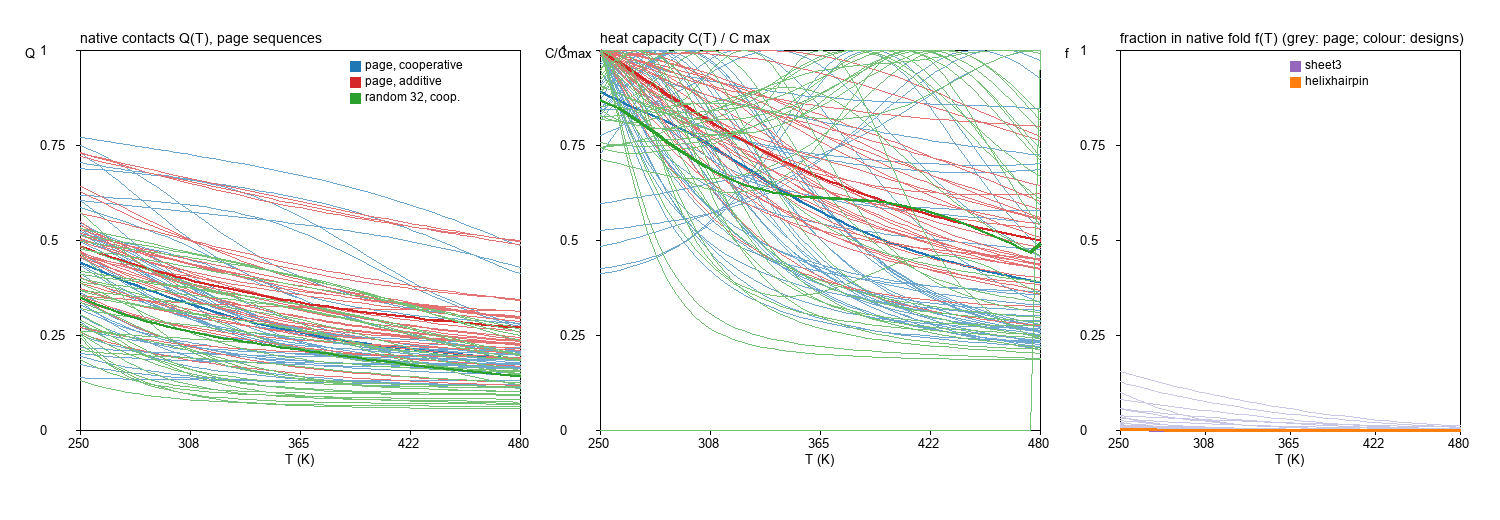 native contacts Q(T), page sequences
Q
1
page, cooperative
page, additive
random 32, coop.
0.75
0.5
0.25
0
250
308
365
422
480
T (K)
heat capacity C(T) / C max
C/Cmax
1
0.75
0.5
0.25
0
250
308
365
422
480
T (K)
fraction in native fold f(T) (grey: page; colour: designs)
f
1
sheet3
helixhairpin
0.75
0.5
0.25
0
250
308
365
422
480
T (K)